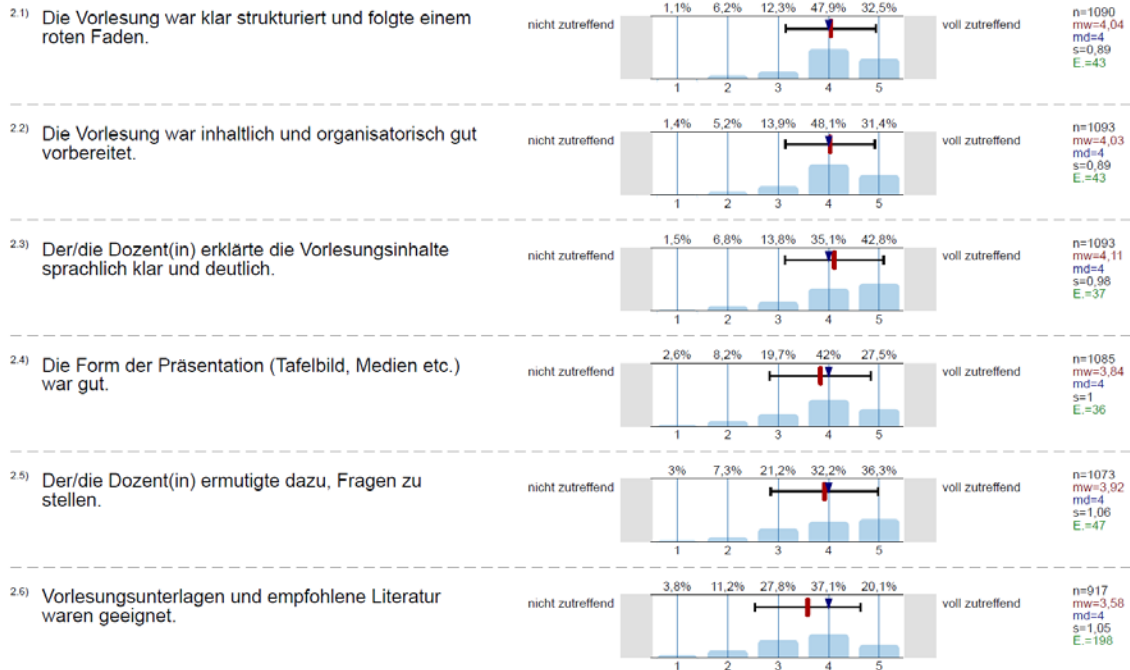 2.1) Die Vorlesung war klar strukturiert und folgte einem
roten Faden.
nicht zutreffend
1,1% 6,2% 12,3% 47,9% 32,5%
1 2 3 4 5
voll zutreffend
n=1090
mw=4,04
md=4
s=0,89
E.=43
2.2) Die Vorlesung war inhaltlich und organisatorisch gut
vorbereitet.
nicht zutreffend
1,4% 5,2% 13,9% 48,1% 31,4%
1 2 3 4 5
voll zutreffend
n=1093
mw=4,03
md=4
s=0,89
E.=43
2.3) Der/die Dozent(in) erklärte die Vorlesungsinhalte
sprachlich klar und deutlich.
nicht zutreffend
1,5% 6,8% 13,8% 35,1% 42,8%
1 2 3 4 5
voll zutreffend
n=1093
mw=4,11
md=4
s=0,98
E.=37
2.4) Die Form der Präsentation (Tafelbild, Medien etc.)
war gut.
nicht zutreffend
2,6% 8,2% 19,7% 42% 27,5%
1 2 3 4 5
voll zutreffend
n=1085
mw=3,84
md=4
s=1
E.=36
2.5) Der/die Dozent(in) ermutigte dazu, Fragen zu
stellen.
nicht zutreffend
3% 7,3% 21,2% 32,2% 36,3%
1 2 3 4 5
voll zutreffend
n=1073
mw=3,92
md=4
s=1,06
E.=47
2.6) Vorlesungsunterlagen und empfohlene Literatur
waren geeignet.
nicht zutreffend
3,8% 11,2% 27,8% 37,1% 20,1%
1 2 3 4 5
voll zutreffend
n=917
mw=3,58
md=4
s=1,05
E.=198